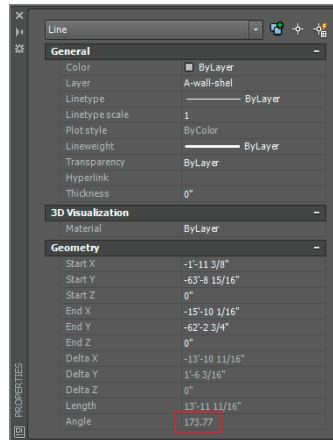 Line
General
Color ByLayer
Layer A-wall-shel
Linetype ByLayer
Linetype scale 1
Plot style ByColor
Lineweight ByLayer
Transparency ByLayer
Hyperlink
Thickness 0"
3D Visualization
Material ByLayer
Geometry
Start X -1'-11 3/8"
Start Y -63'-8 15/16"
Start Z 0"
End X -15'-10 1/16"
End Y -62'-2 3/4"
End Z 0"
Delta X -13'-10 11/16"
Delta Y 1'-6 3/16"
Delta Z 0"
Length 13'-11 11/16"
Angle 173.77
PROPERTIES